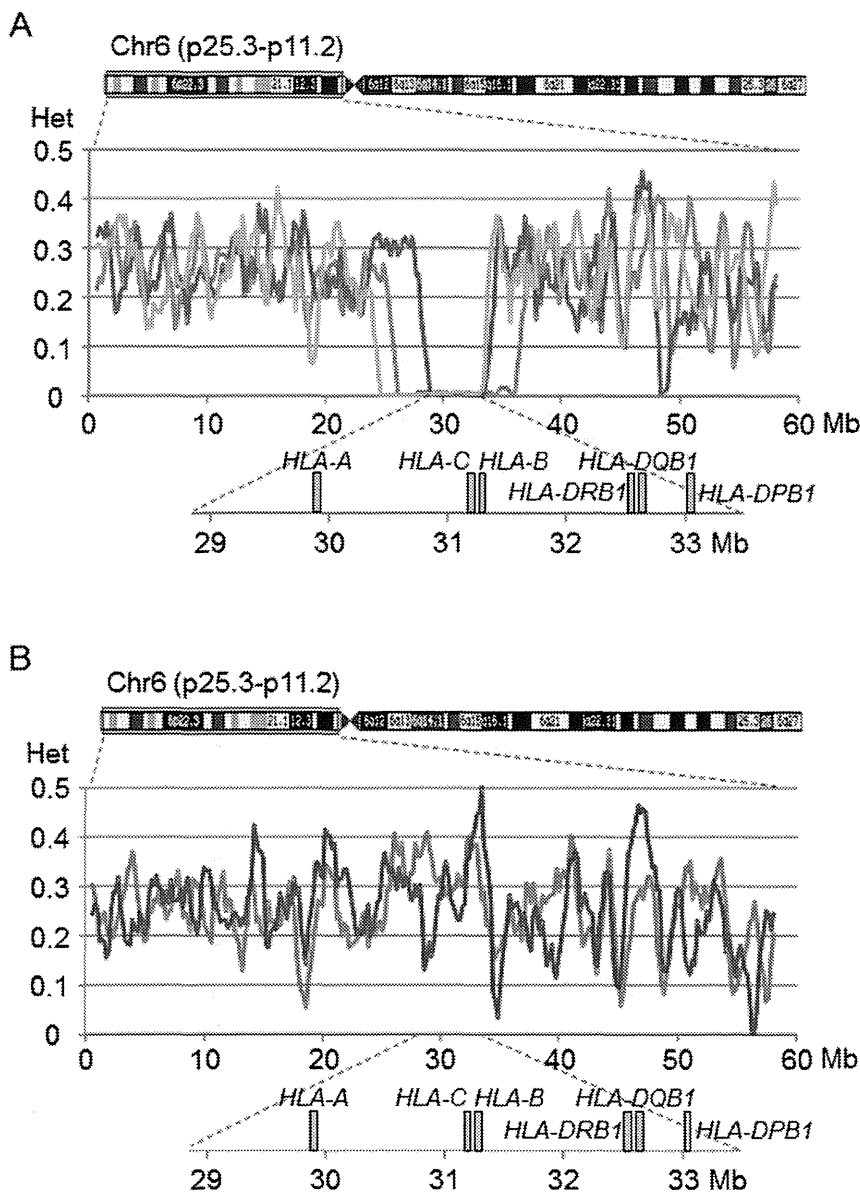 A
Chr6 (p25.3-p11.2)
Het
0.5
0.4
0.3
0.2
0.1
0
0 10 20 30 40 50 60 Mb
HLA-A HLA-C HLA-B HLA-DQB1
HLA-DRB1 HLA-DPB1
29 30 31 32 33 Mb
B
Chr6 (p25.3-p11.2)
Het
0.5
0.4
0.3
0.2
0.1
0
0 10 20 30 40 50 60 Mb
HLA-A HLA-C HLA-B HLA-DQB1
HLA-DRB1 HLA-DPB1
29 30 31 32 33 Mb